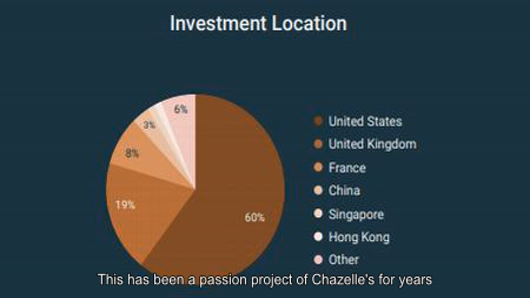 Investment Location
6%
3%
8%
19%
60%
United States
United Kingdom
France
China
Singapore
Hong Kong
Other
This has been a passion project of Chazelle's for years